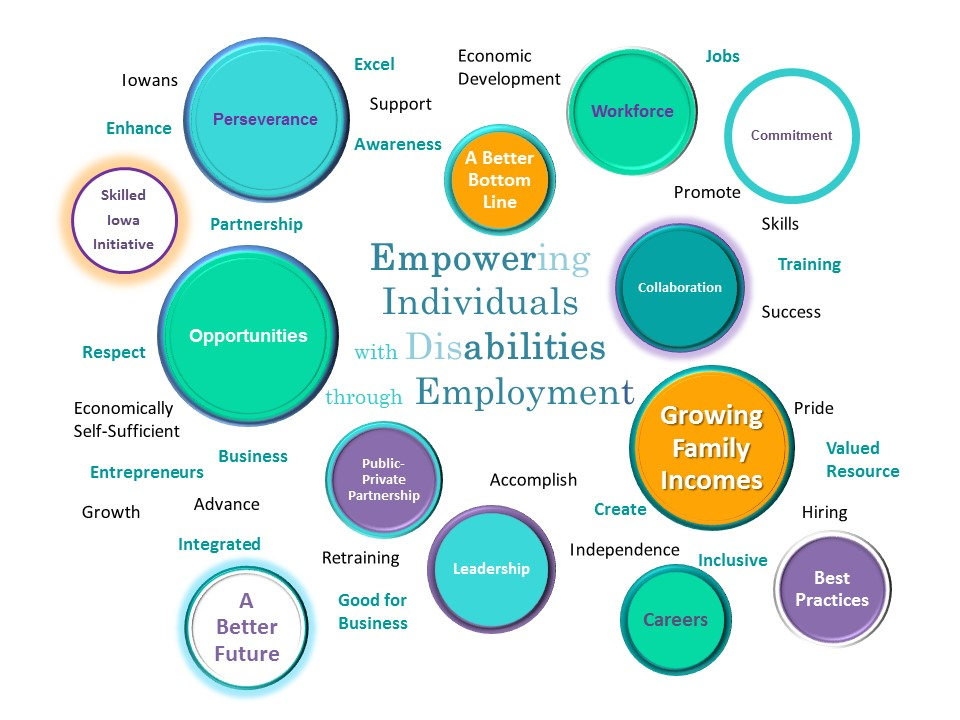 Economic
Development
Excel
Jobs
Iowans
Support
Perseverance
Workforce
Enhance
Awareness
Commitment
A Better
Bottom
Line
Skilled
Iowa
Initiative
Promote
Partnership
Skills
Empowering
Individuals
with Disabilities
through Employment
Training
Collaboration
Success
Opportunities
Respect
Economically
Self-Sufficient
Growing
Family
Incomes
Pride
Valued
Resource
Business
Entrepreneurs
Public-
Private
Partnership
Accomplish
Advance
Growth
Create
Hiring
Integrated
Retraining
Independence
Inclusive
Leadership
Best
Practices
Good for
Business
A
Better
Future
Careers